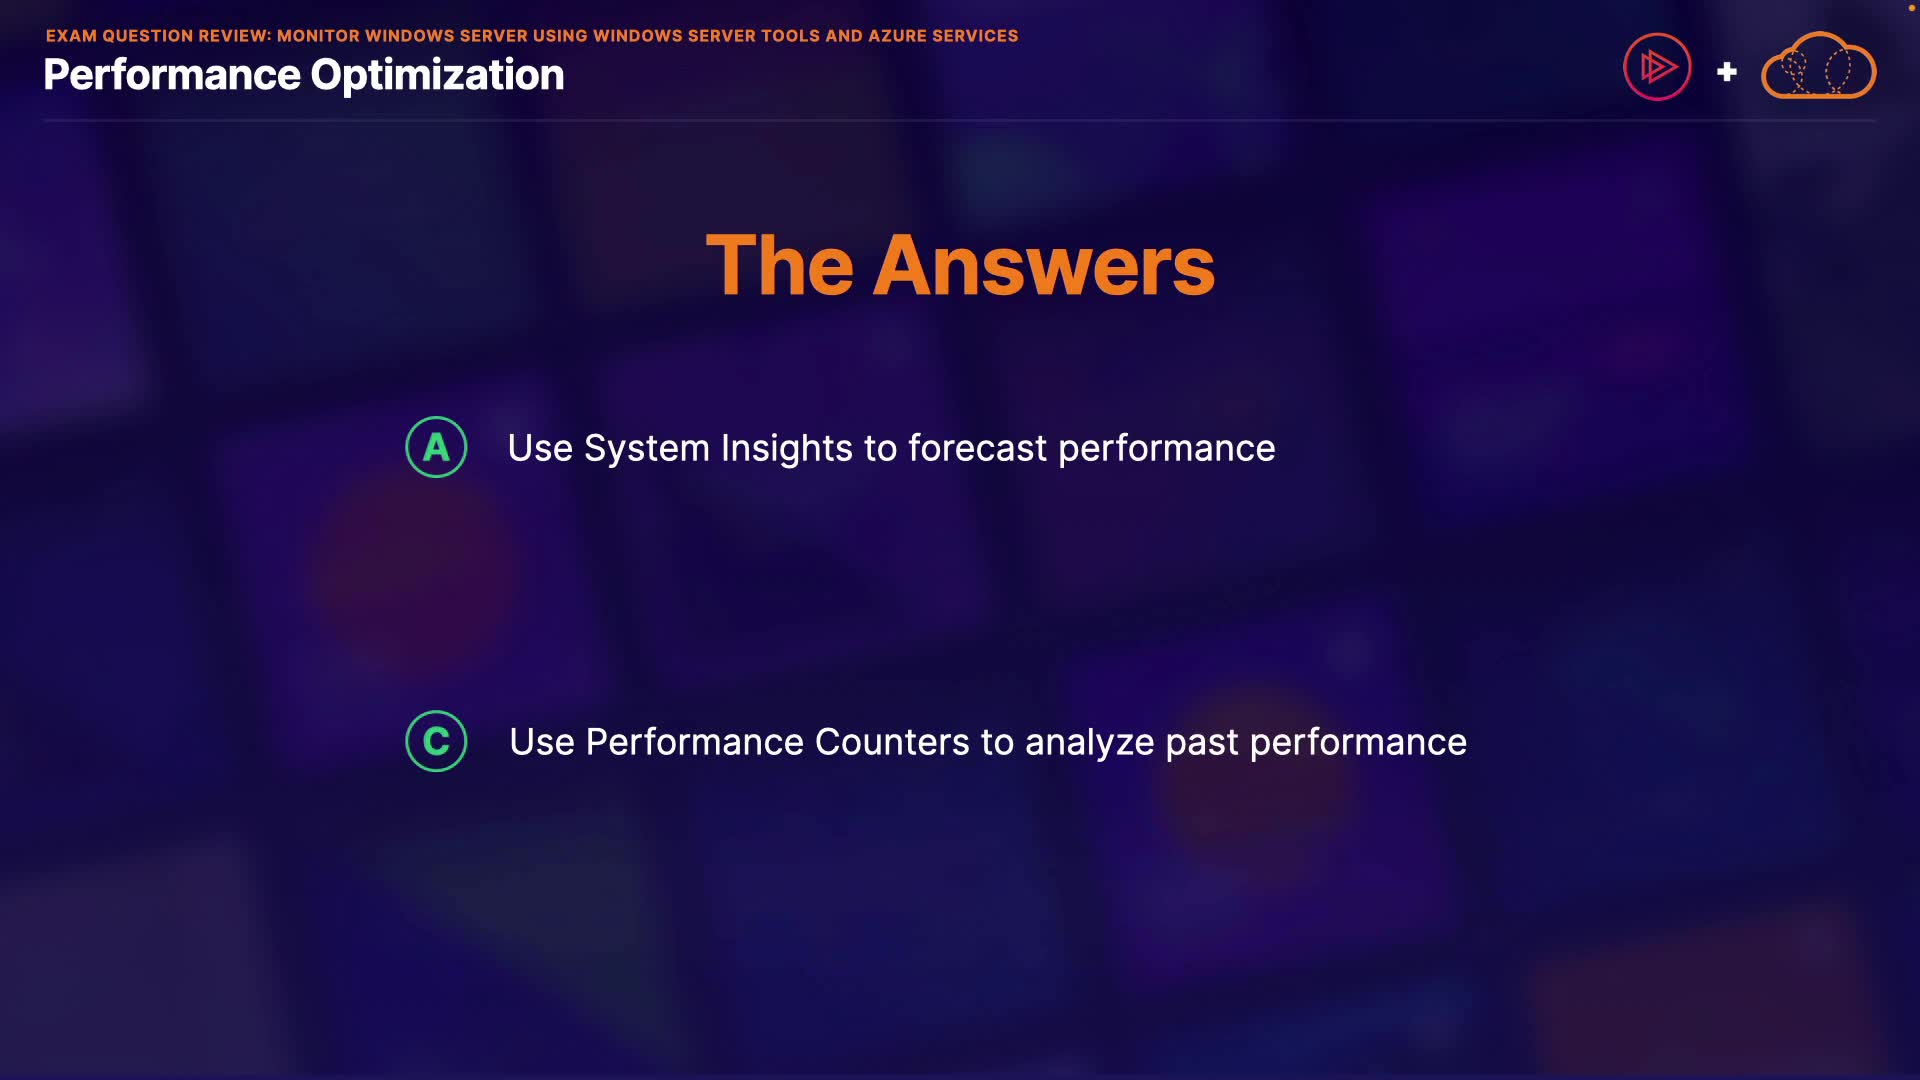 EXAM QUESTION REVIEW: MONITOR WINDOWS SERVER USING WINDOWS SERVER TOOLS AND AZURE SERVICES
Performance Optimization
The Answers
A Use System Insights to forecast performance
C Use Performance Counters to analyze past performance